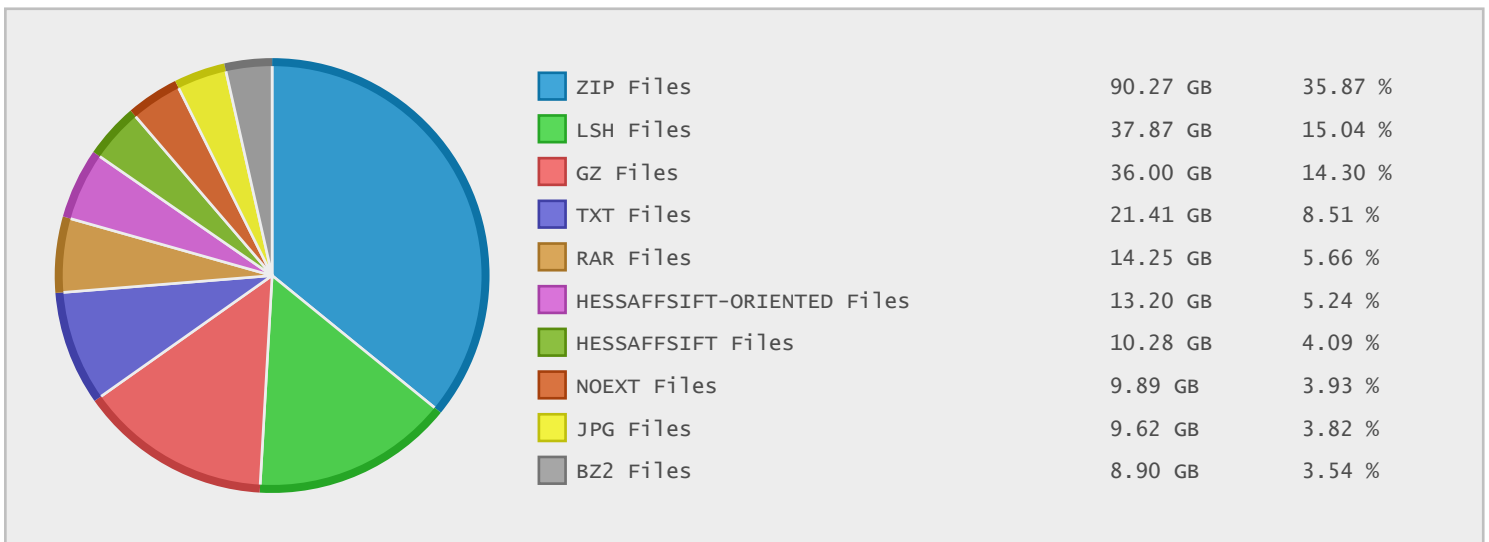 ZIP Files 90.27 GB 35.87 %
LSH Files 37.87 GB 15.04 %
GZ Files 36.00 GB 14.30 %
TXT Files 21.41 GB 8.51 %
RAR Files 14.25 GB 5.66 %
HESSAFFSIFT-ORIENTED Files 13.20 GB 5.24 %
HESSAFFSIFT Files 10.28 GB 4.09 %
NOEXT Files 9.89 GB 3.93 %
JPG Files 9.62 GB 3.82 %
BZ2 Files 8.90 GB 3.54 %